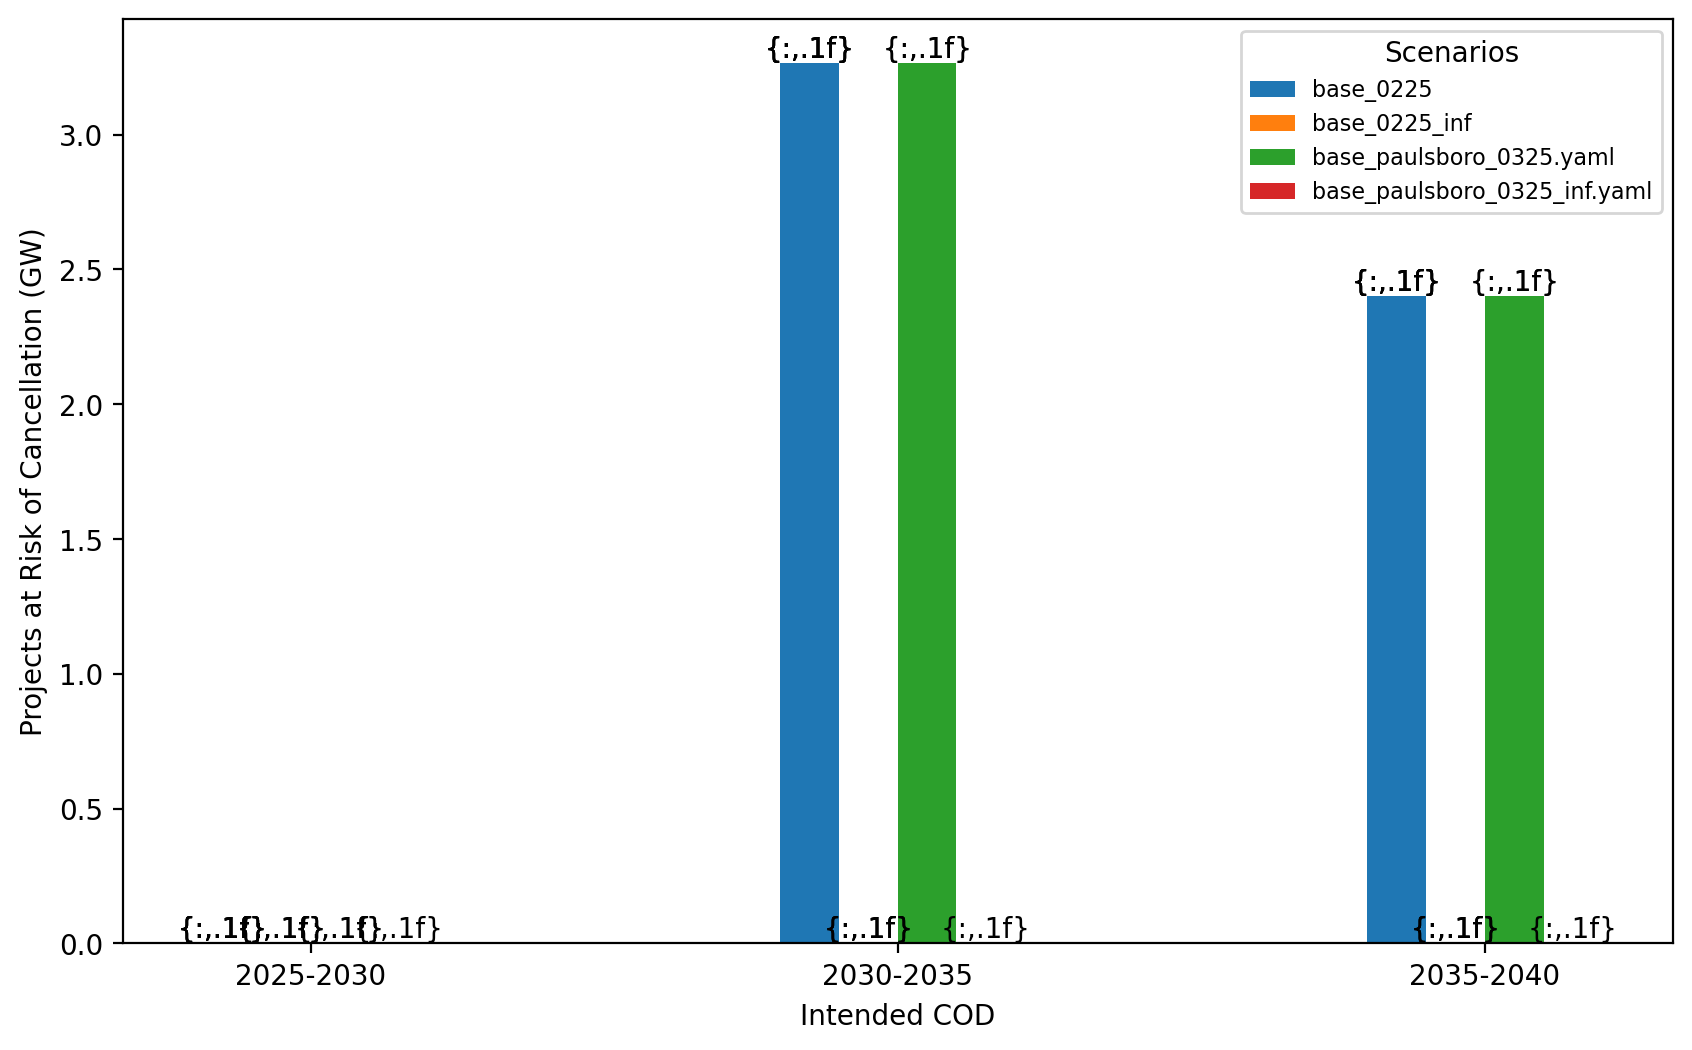 {:,.1f} {:,.1f}
Scenarios
base_0225
base_0225_inf
base_paulsboro_0325.yaml
base_paulsboro_0325_inf.yaml
3.0
2.5
2.0
1.5
1.0
0.5
0.0
Projects at Risk of Cancellation (GW)
{:,.1f} {:,.1f}
{:,.1f} {:,.1f} {:,.1f} {:,.1f}
{:,.1f} {:,.1f}
{:,.1f} {:,.1f}
2025-2030
2030-2035
2035-2040
Intended COD